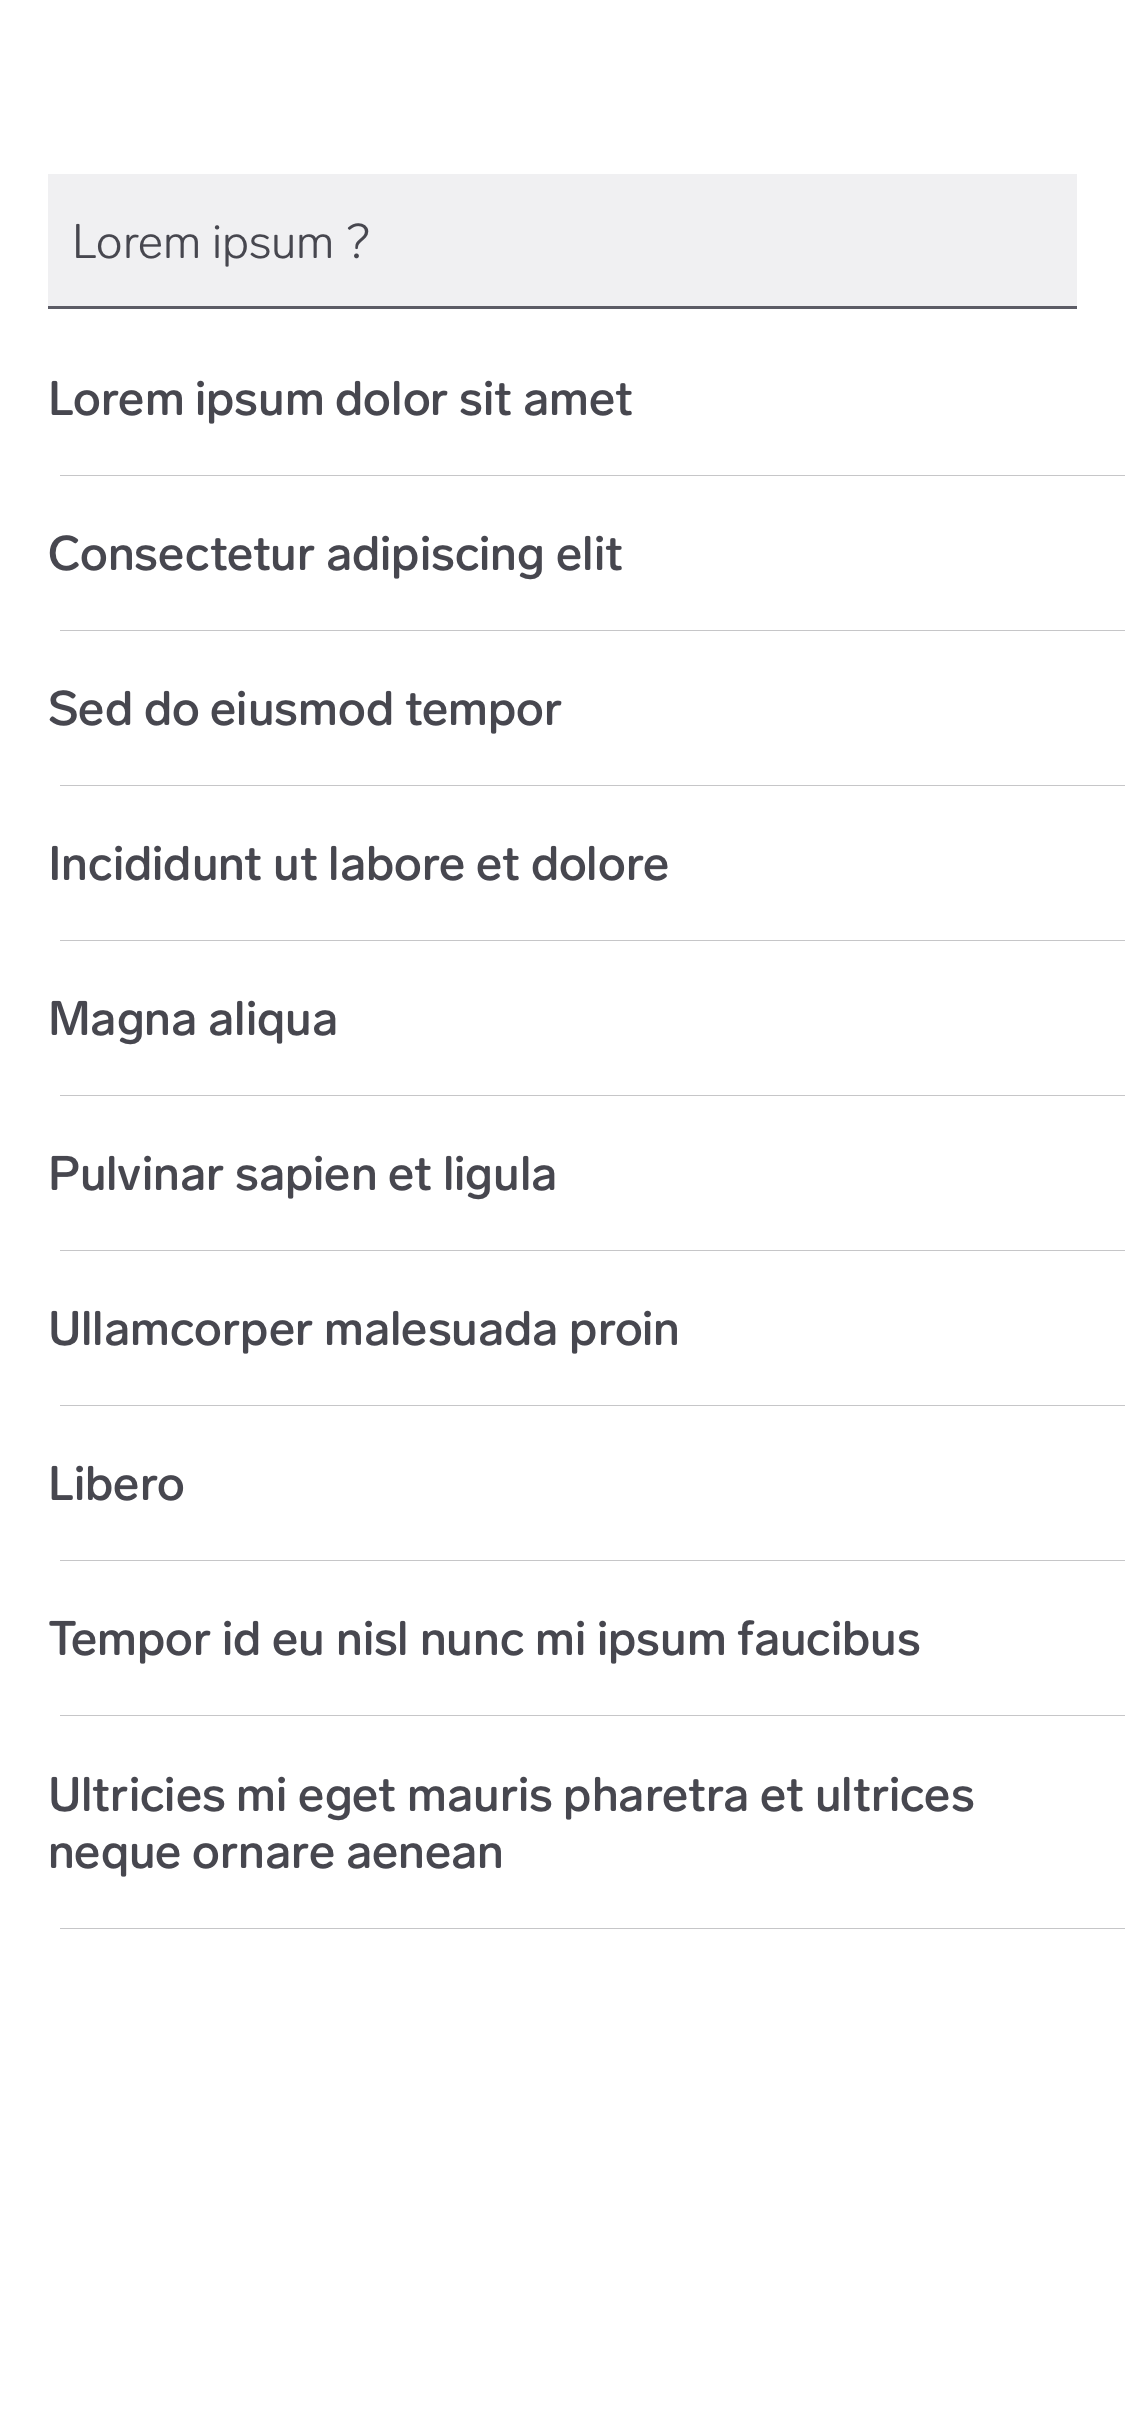 Lorem ipsum ?
Lorem ipsum dolor sit amet
Consectetur adipiscing elit
Sed do eiusmod tempor
Incididunt ut labore et dolore
Magna aliqua
Pulvinar sapien et ligula
Ullamcorper malesuada proin
Libero
Tempor id eu nisl nunc mi ipsum faucibus
Ultricies mi eget mauris pharetra et ultrices
neque ornare aenean